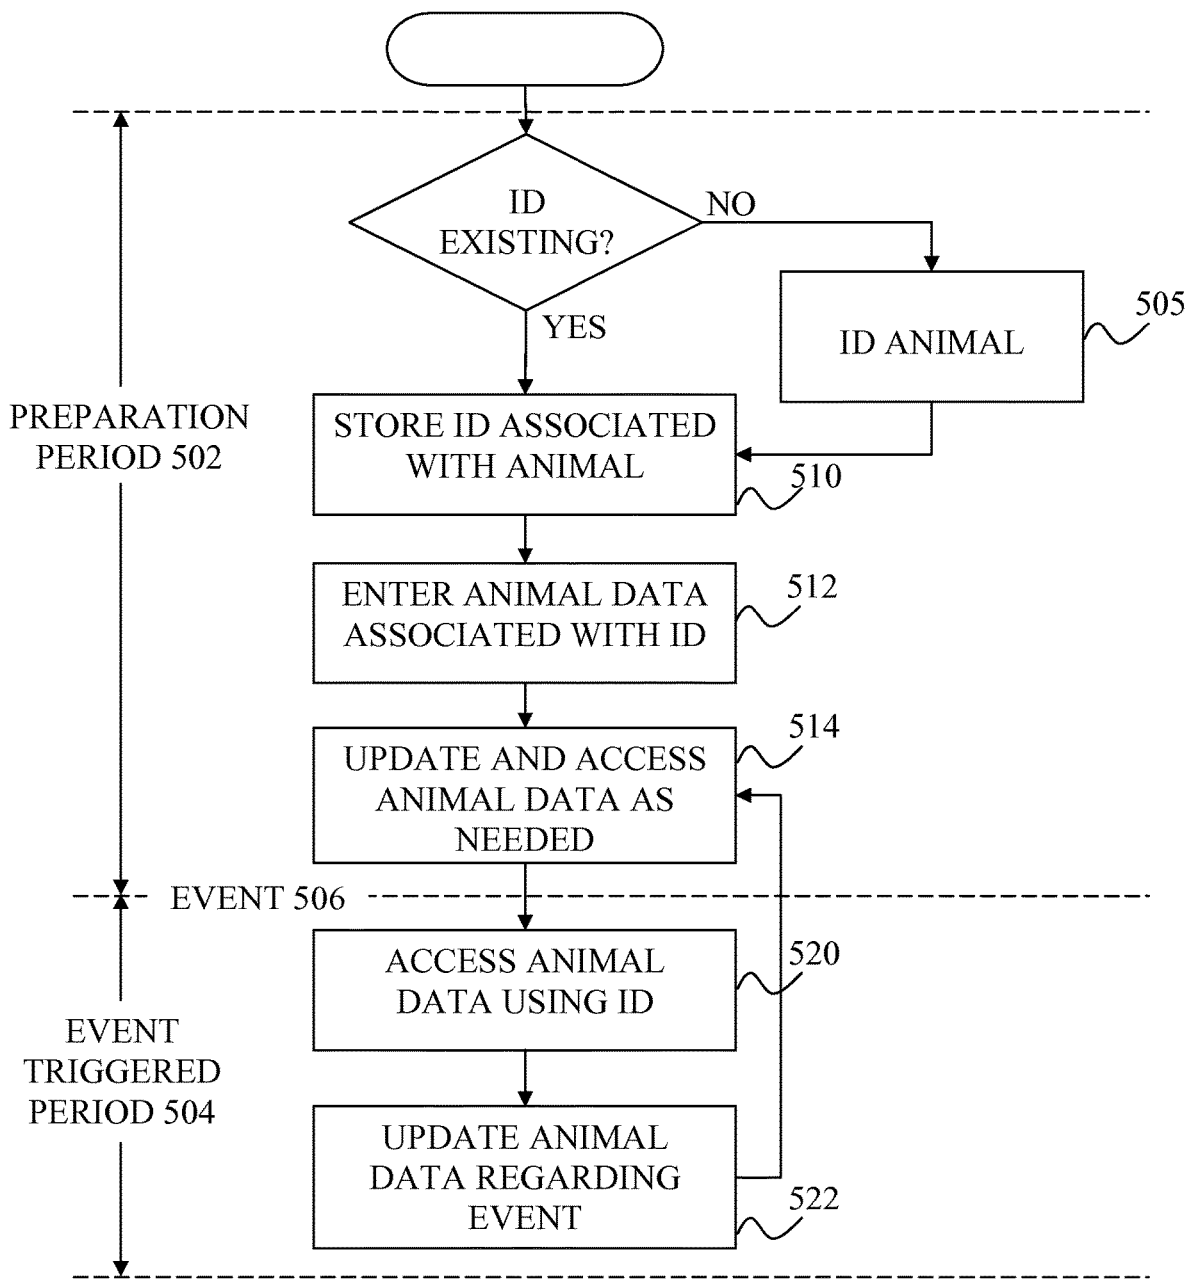 ID
EXISTING?
NO
YES
ID ANIMAL
505
PREPARATION
PERIOD 502
STORE ID ASSOCIATED
WITH ANIMAL
510
ENTER ANIMAL DATA
ASSOCIATED WITH ID
512
UPDATE AND ACCESS
ANIMAL DATA AS
NEEDED
514
EVENT 506
ACCESS ANIMAL
DATA USING ID
520
EVENT
TRIGGERED
PERIOD 504
UPDATE ANIMAL
DATA REGARDING
EVENT
522